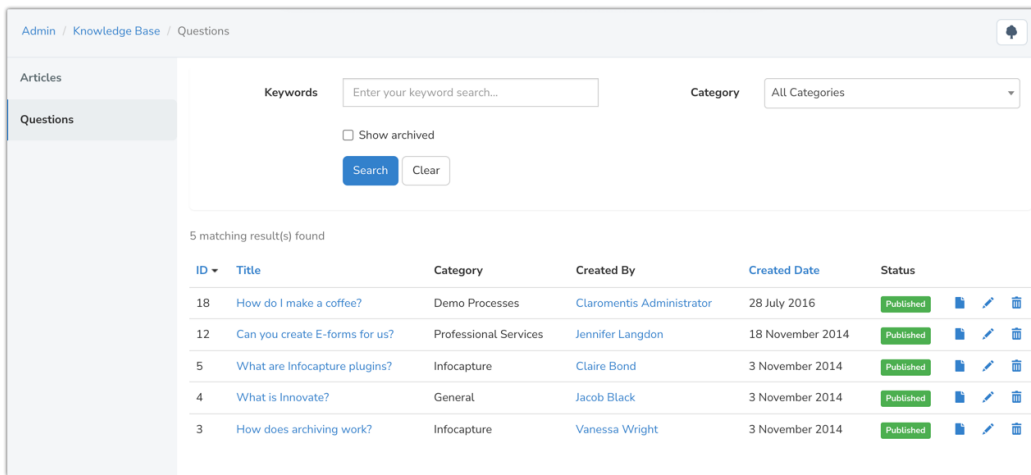 Admin / Knowledge Base / Questions
Articles
Questions
Keywords Enter your keyword search... Category All Categories
Show archived
Search Clear
5 matching result(s) found
ID Title Category Created By Created Date Status
18 How do I make a coffee? Demo Processes Claromentis Administrator 28 July 2016 Published
12 Can you create E-forms for us? Professional Services Jennifer Langdon 18 November 2014 Published
5 What are Infocapture plugins? Infocapture Claire Bond 3 November 2014 Published
4 What is Innovate? General Jacob Black 3 November 2014 Published
3 How does archiving work? Infocapture Vanessa Wright 3 November 2014 Published